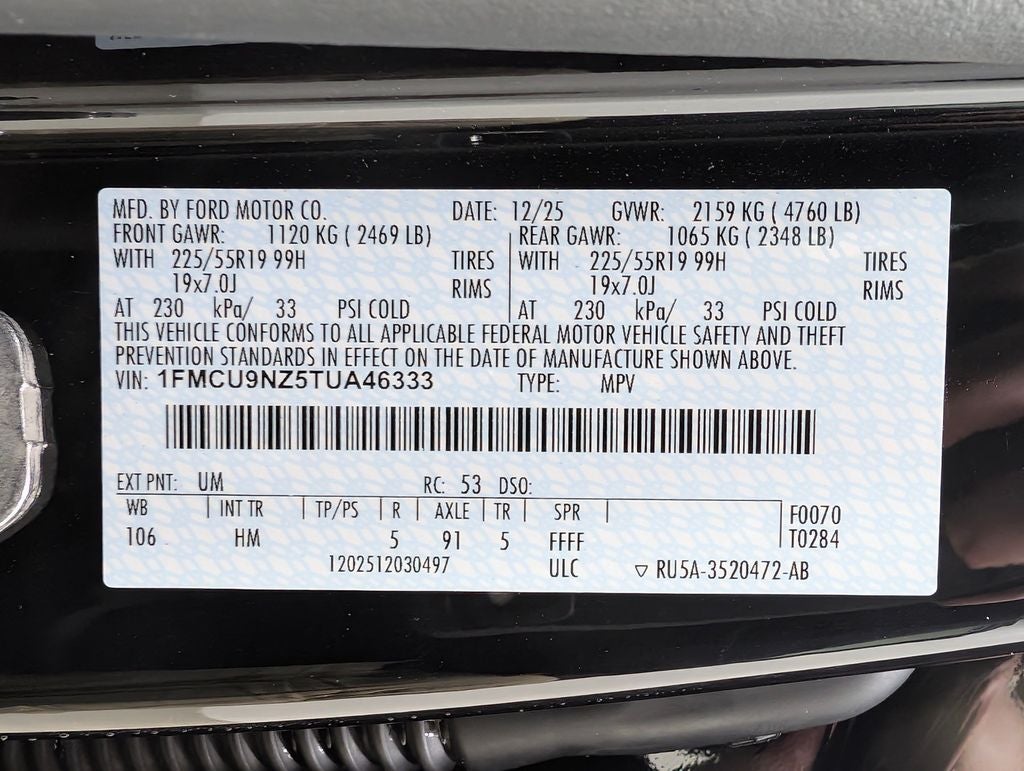 MFD. BY FORD MOTOR CO. DATE: 12/25 GVWR: 2159 KG ( 4760 LB)
FRONT GAWR: 1120 KG ( 2469 LB) REAR GAWR: 1065 KG ( 2348 LB)
WITH 225/55R19 99H TIRES WITH 225/55R19 99H TIRES
19x7.0J RIMS 19x7.0J RIMS
AT 230 kPa/ 33 PSI COLD AT 230 kPa/ 33 PSI COLD
THIS VEHICLE CONFORMS TO ALL APPLICABLE FEDERAL MOTOR VEHICLE SAFETY AND THEFT
PREVENTION STANDARDS IN EFFECT ON THE DATE OF MANUFACTURE SHOWN ABOVE.
VIN: 1FMCU9NZ5TUA46333 TYPE: MPV
EXT PNT: UM RC: 53 DSO:
WB INT TR TP/PS R AXLE TR SPR F0070
106 HM 5 91 5 FFFF T0284
1202512030497 ULC ▽ RU5A-3520472-AB